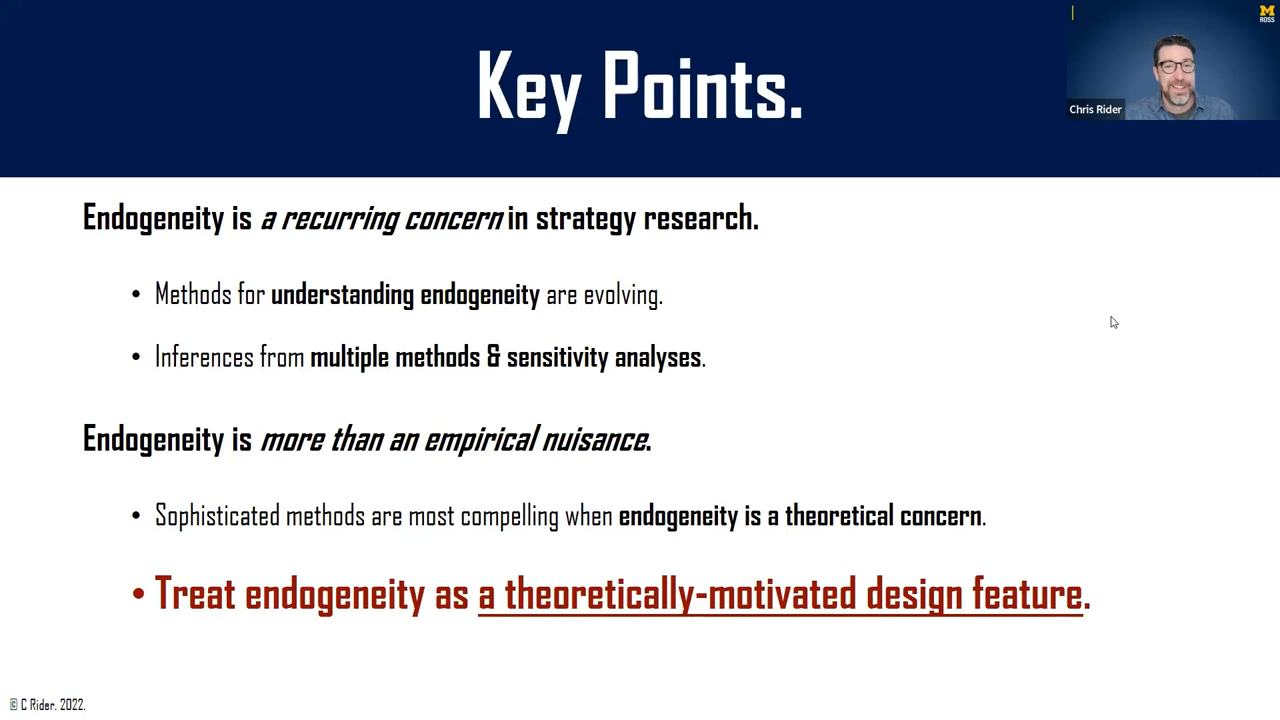 Key Points.
M
ROSS
Chris Rider
Endogeneity is a recurring concern in strategy research.
• Methods for understanding endogeneity are evolving.
• Inferences from multiple methods & sensitivity analyses.
Endogeneity is more than an empirical nuisance.
• Sophisticated methods are most compelling when endogeneity is a theoretical concern.
• Treat endogeneity as a theoretically-motivated design feature.
© C Rider. 2022.